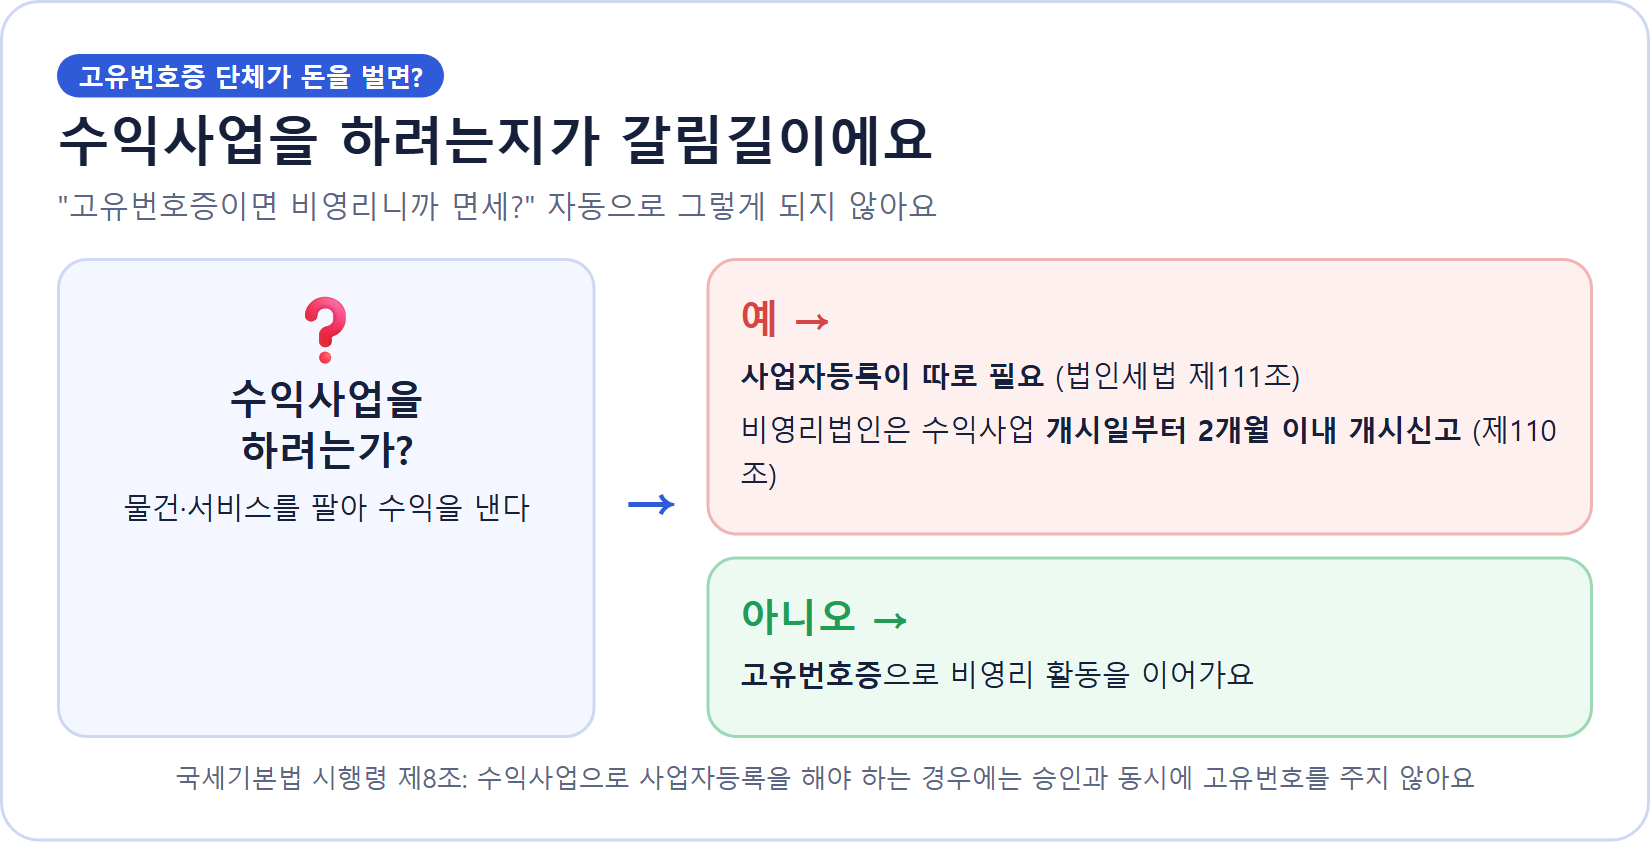 고유번호증 단체가 돈을 벌면?
수익사업을 하려는지가 갈림길이에요
"고유번호증이면 비영리니까 면세?" 자동으로 그렇게 되지 않아요
❓
수익사업을
하려는가?
물건·서비스를 팔아 수익을 낸다
→
예 →
사업자등록이 따로 필요 (법인세법 제111조)
비영리법인은 수익사업 개시일부터 2개월 이내 개시신고 (제110
조)
아니오 →
고유번호증으로 비영리 활동을 이어가요
국세기본법 시행령 제8조: 수익사업으로 사업자등록을 해야 하는 경우에는 승인과 동시에 고유번호를 주지 않아요